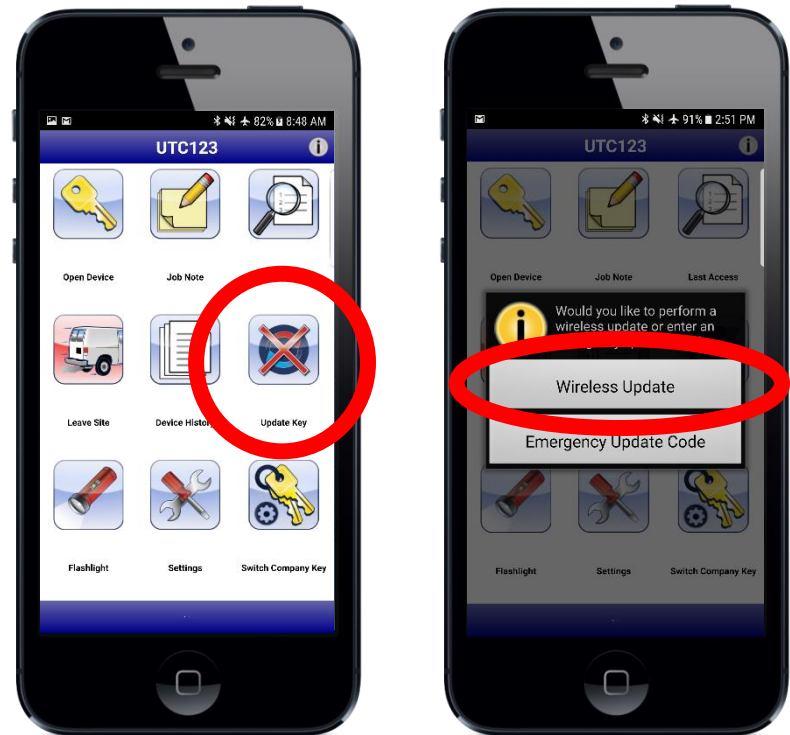 82% 8:48 AM
UTC123
Open Device Job Note
Leave Site Device History Update Key
Flashlight Settings Switch Company Key
91% 2:51 PM
UTC123
Open Device Job Note Last Access
Would you like to perform a
wireless update or enter an
Wireless Update
Emergency Update Code
Flashlight Settings Switch Company Key